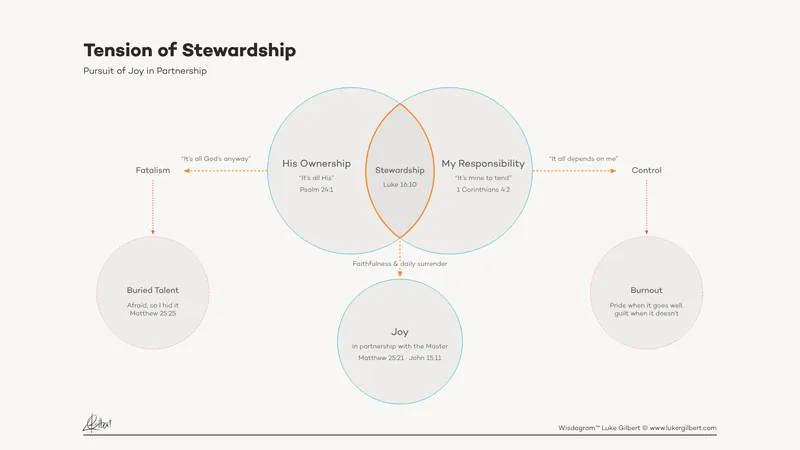 Tension of Stewardship
Pursuit of Joy in Partnership
"It's all God's anyway"
Fatalism
His Ownership
"It's all His"
Psalm 24:1
Stewardship
Luke 16:10
My Responsibility
"It's mine to tend"
1 Corinthians 4:2
"It all depends on me"
Control
Faithfulness & daily surrender
Buried Talent
Afraid, so I hid it
Matthew 25:25
Joy
in partnership with the Master
Matthew 25:21 · John 15:11
Burnout
Pride when it goes well.
guilt when it doesn't
Wisdogram™ Luke Gilbert © www.lukergilbert.com